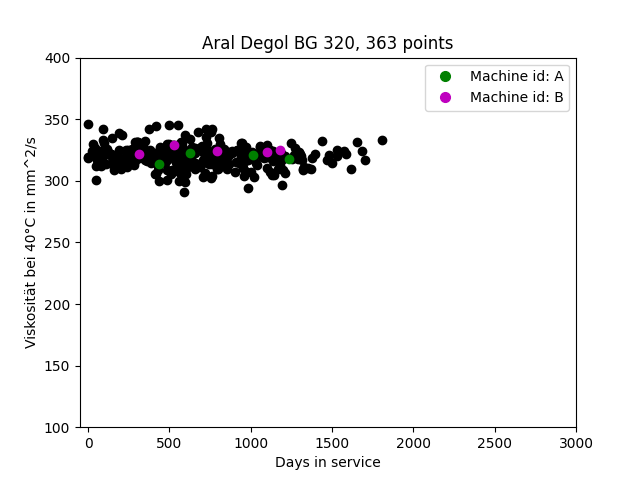 Aral Degol BG 320, 363 points
Machine id: A
Machine id: B
Viskosität bei 40°C in mm^2/s
400
350
300
250
200
150
100
0
500
1000
1500
2000
2500
3000
Days in service